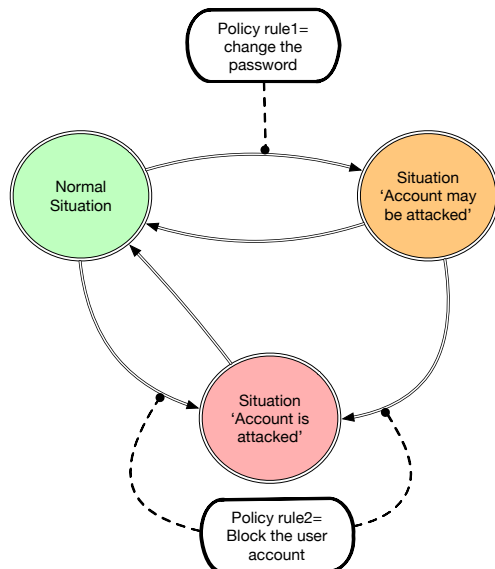 Policy rule1=
change the
password
Normal
Situation
Situation
‘Account may
be attacked’
Situation
‘Account is
attacked’
Policy rule2=
Block the user
account